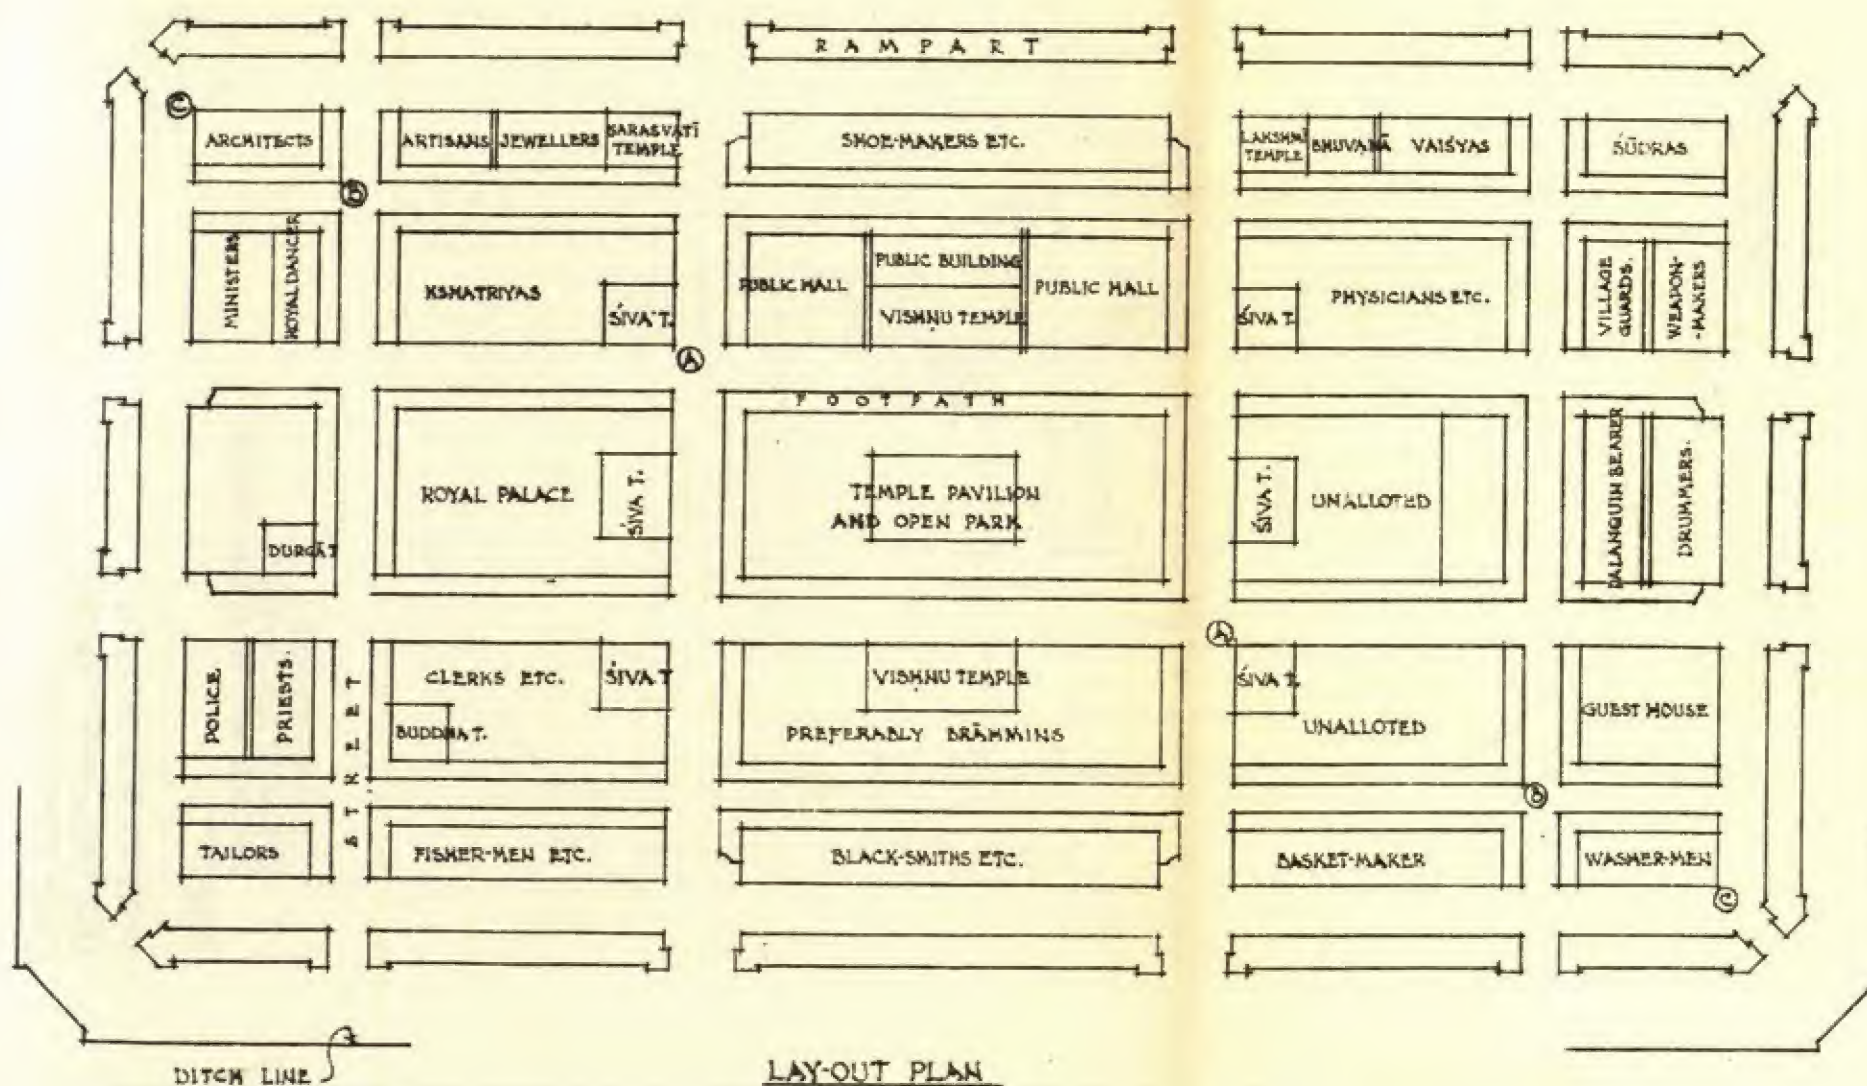 RAMPART
C
ARCHITECTS
ARTISANS
JEWELLERS
SARASVATĪ
TEMPLE
SHOE-MAKERS ETC.
LAKSHMĪ
TEMPLE
BHUVANĀ
VAIŚYAS
ŚŪDRAS
B
MINISTERS
ROYAL DANCER
KSHATRIYAS
ŚIVA T.
PUBLIC HALL
PUBLIC BUILDING
VISHṆU TEMPLE
PUBLIC HALL
ŚIVA T.
PHYSICIANS ETC.
VILLAGE
GUARDS.
WEAPON-
-MAKERS
A
FOOTPATH
DURGĀ T
ROYAL PALACE
ŚIVA T.
TEMPLE PAVILION
AND OPEN PARK
ŚIVA T.
UNALLOTED
PALANQUIN BEARER
DRUMMERS.
A
POLICE.
PRIESTS.
STREET
CLERKS ETC.
ŚIVA T
BUDDHA T.
VISHNU TEMPLE
PREFERABLY BRĀHMINS
ŚIVA T.
UNALLOTED
GUEST HOUSE
B
TAILORS
FISHER-MEN ETC.
BLACK-SMITHS ETC.
BASKET-MAKER
WASHER-MEN
C
DITCH LINE
LAY-OUT PLAN